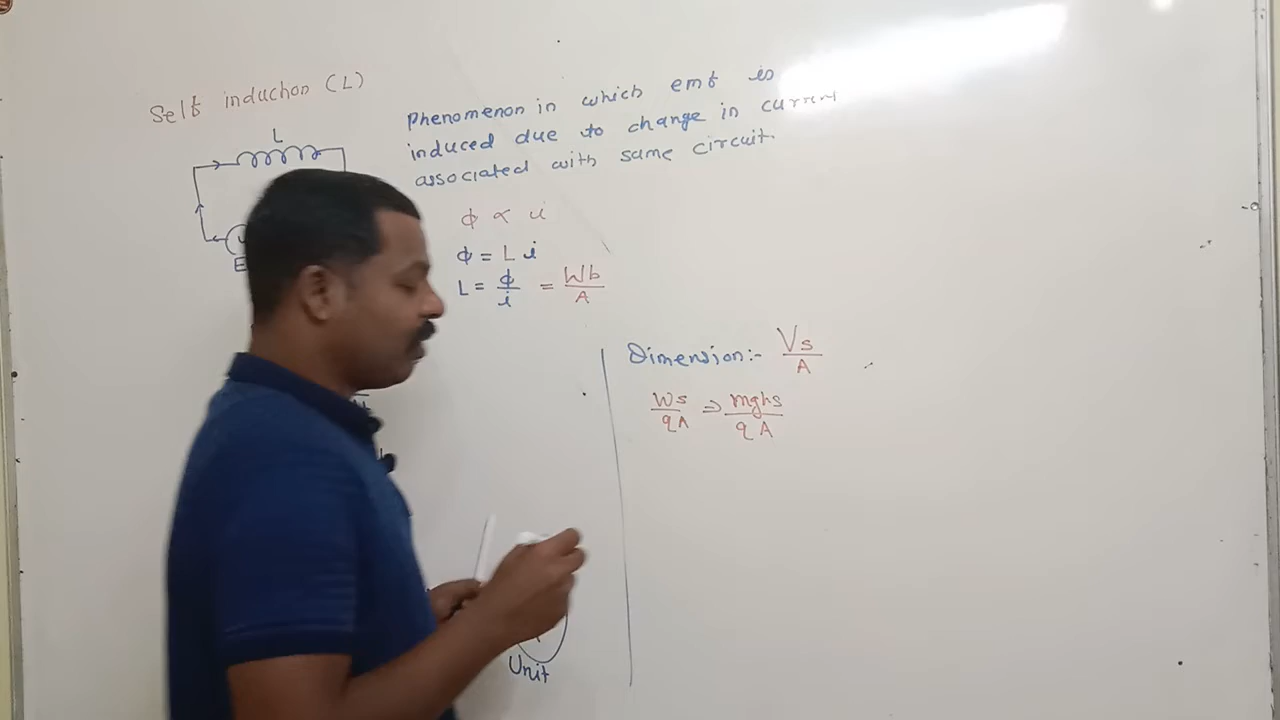 Self induction (L)
L
E
Phenomenon in which emf is
induced due to change in current
associated with same circuit.
ϕ ∝ i
ϕ = L i
L = ϕ/i = Wb/A
Dimension:- Vs/A
Ws/qA ⇒ mghs/qA
Unit